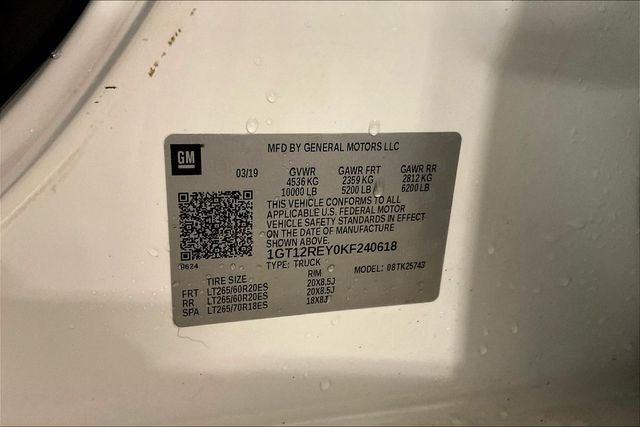 GM
MFD BY GENERAL MOTORS LLC
03/19 GVWR GAWR FRT GAWR RR
4536 KG 2359 KG 2812 KG
10000 LB 5200 LB 6200 LB
THIS VEHICLE CONFORMS TO ALL
APPLICABLE U.S. FEDERAL MOTOR
VEHICLE SAFETY STANDARDS IN EFFECT
ON THE DATE OF MANUFACTURE
SHOWN ABOVE.
1GT12REY0KF240618
TYPE: TRUCK MODEL: 08TK25743
TIRE SIZE RIM
FRT LT265/60R20ES 20X8.5J
RR LT265/60R20ES 20X8.5J
SPA LT265/70R18ES 18X8J